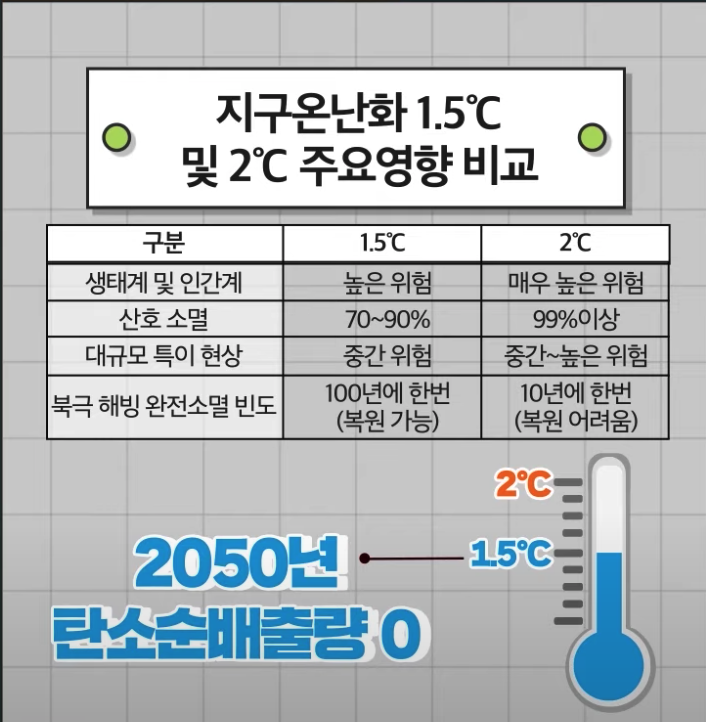 지구온난화 1.5℃
및 2℃ 주요영향 비교
구분 1.5℃ 2℃
생태계 및 인간계 높은 위험 매우 높은 위험
산호 소멸 70~90% 99%이상
대규모 특이 현상 중간 위험 중간~높은 위험
북극 해빙 완전소멸 빈도 100년에 한번 10년에 한번
(복원 가능) (복원 어려움)
2℃
1.5℃
2050년
탄소순배출량 0